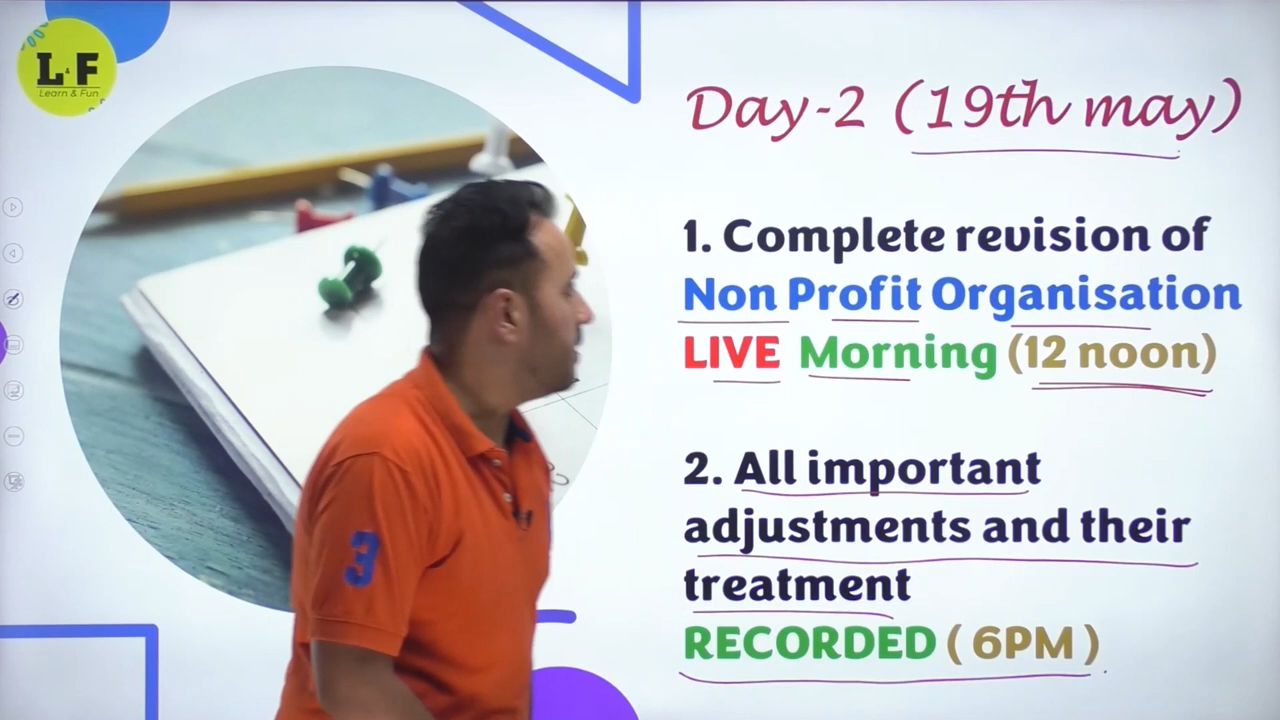 L&F
Learn & Fun
Day-2 (19th may)
1. Complete revision of
Non Profit Organisation
LIVE Morning (12 noon)
2. All important
adjustments and their
treatment
RECORDED ( 6PM )
3